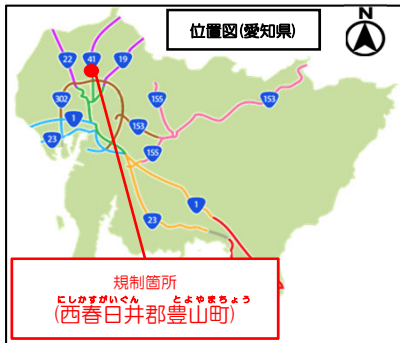 位置図(愛知県)
N
22
41
19
302
1
155
153
23
153
155
1
23
規制箇所
にしかすがいぐん とよやまちょう
(西春日井郡豊山町)